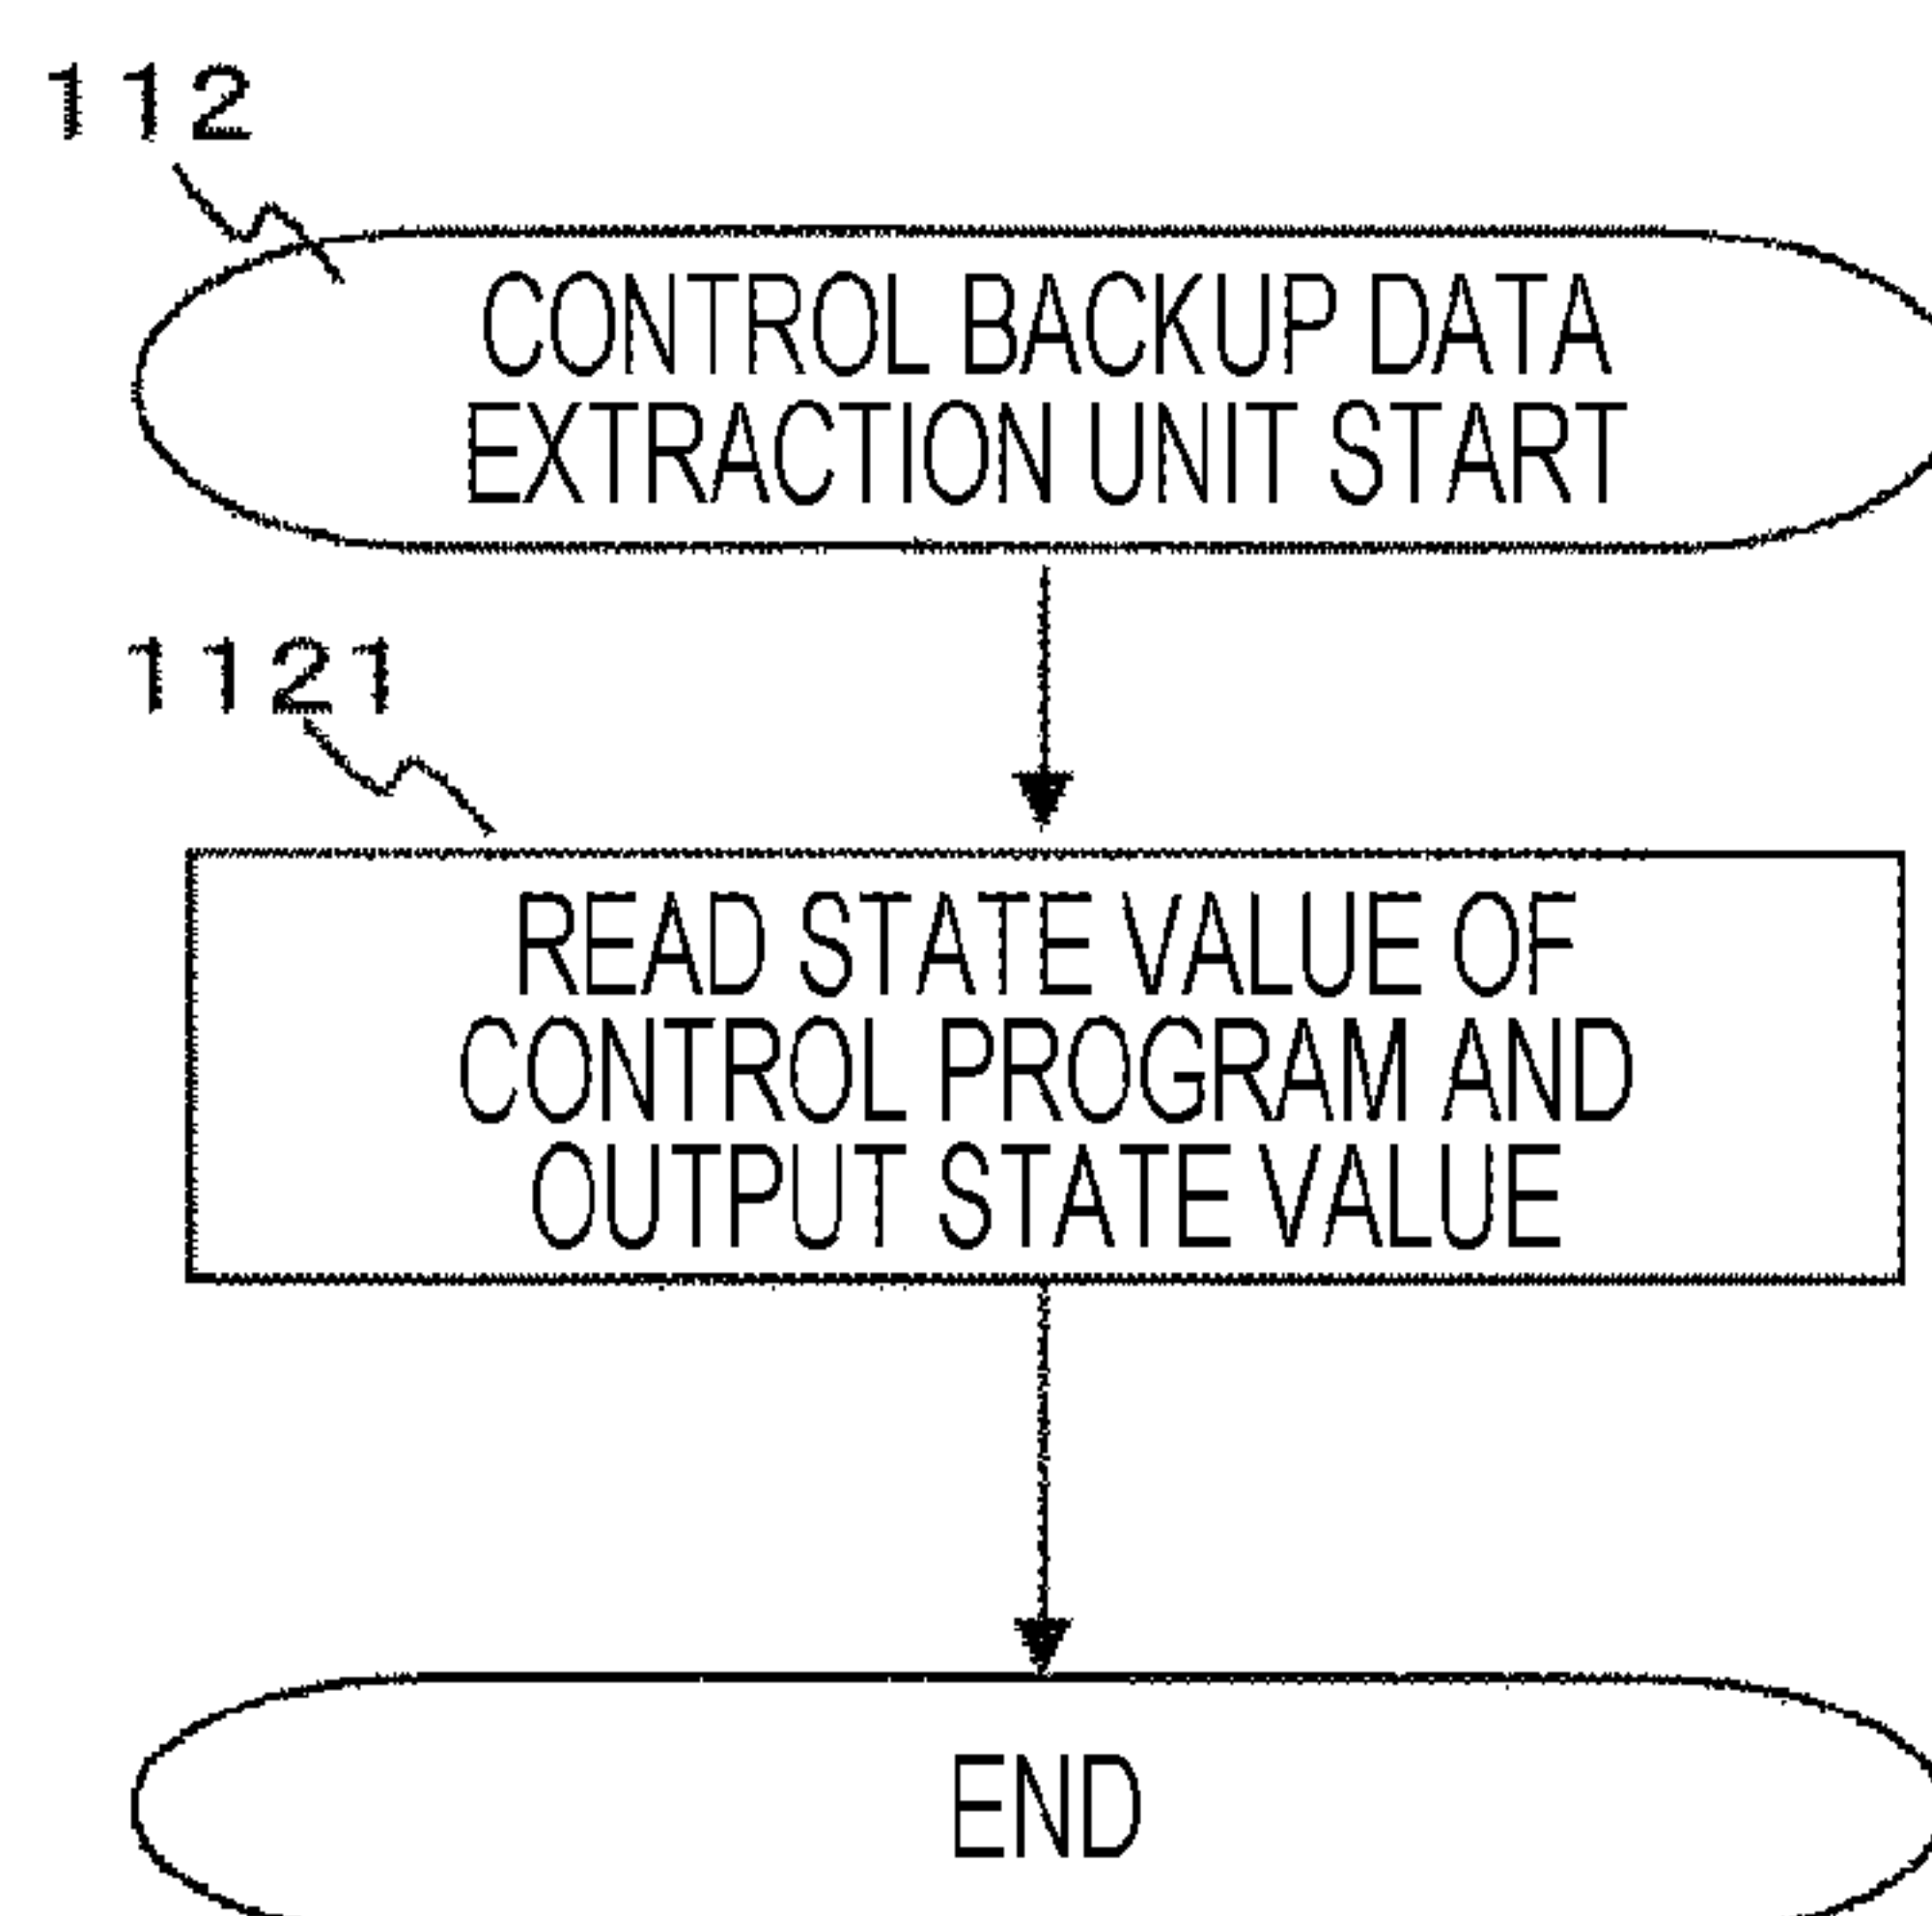 112
CONTROL BACKUP DATA
EXTRACTION UNIT START
1121
READ STATE VALUE OF
CONTROL PROGRAM AND
OUTPUT STATE VALUE
END